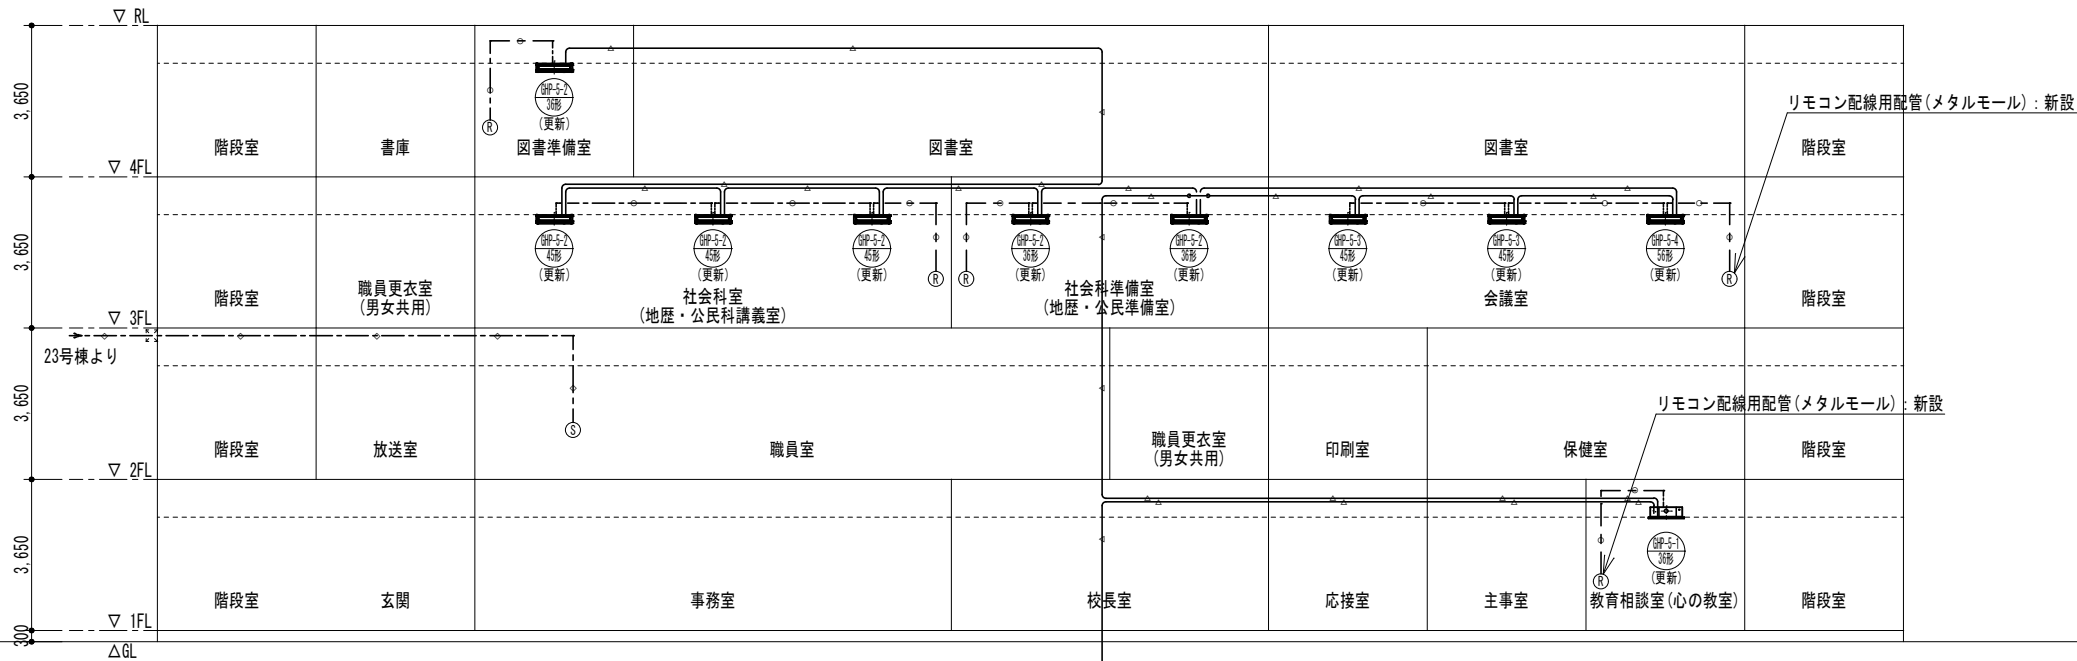 ▽ RL
リモコン配線用配管(メタルモール):新設
3,650
GHP-5-2
36形
(更新)
R
階段室
書庫
図書準備室
図書室
図書室
階段室
▽ 4FL
3,650
GHP-5-2
45形
(更新)
GHP-5-2
45形
(更新)
GHP-5-2
45形
(更新)
R
R
GHP-5-2
36形
(更新)
GHP-5-2
36形
(更新)
GHP-5-3
45形
(更新)
GHP-5-3
45形
(更新)
GHP-5-4
56形
(更新)
R
階段室
職員更衣室
(男女共用)
社会科室
(地歴・公民科講義室)
社会科準備室
(地歴・公民準備室)
会議室
階段室
▽ 3FL
23号棟より
3,650
S
リモコン配線用配管(メタルモール):新設
階段室
放送室
職員室
職員更衣室
(男女共用)
印刷室
保健室
階段室
▽ 2FL
3,650
GHP-5-1
36形
(更新)
R
階段室
玄関
事務室
校長室
応接室
主事室
教育相談室(心の教室)
階段室
▽ 1FL
300
△GL